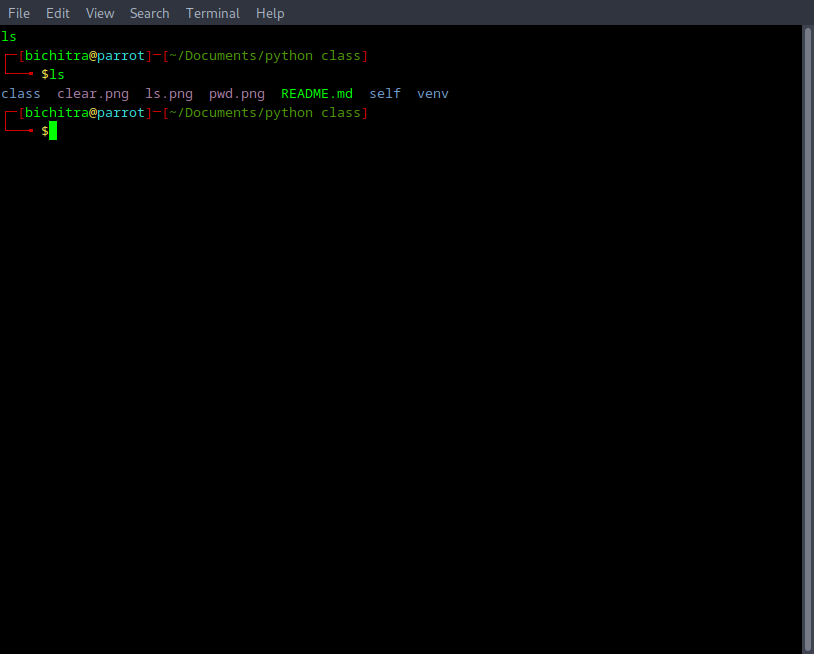 File Edit View Search Terminal Help
ls
┌─[bichitra@parrot]─[~/Documents/python class]
└──╼ $ls
class clear.png ls.png pwd.png README.md self venv
┌─[bichitra@parrot]─[~/Documents/python class]
└──╼ $